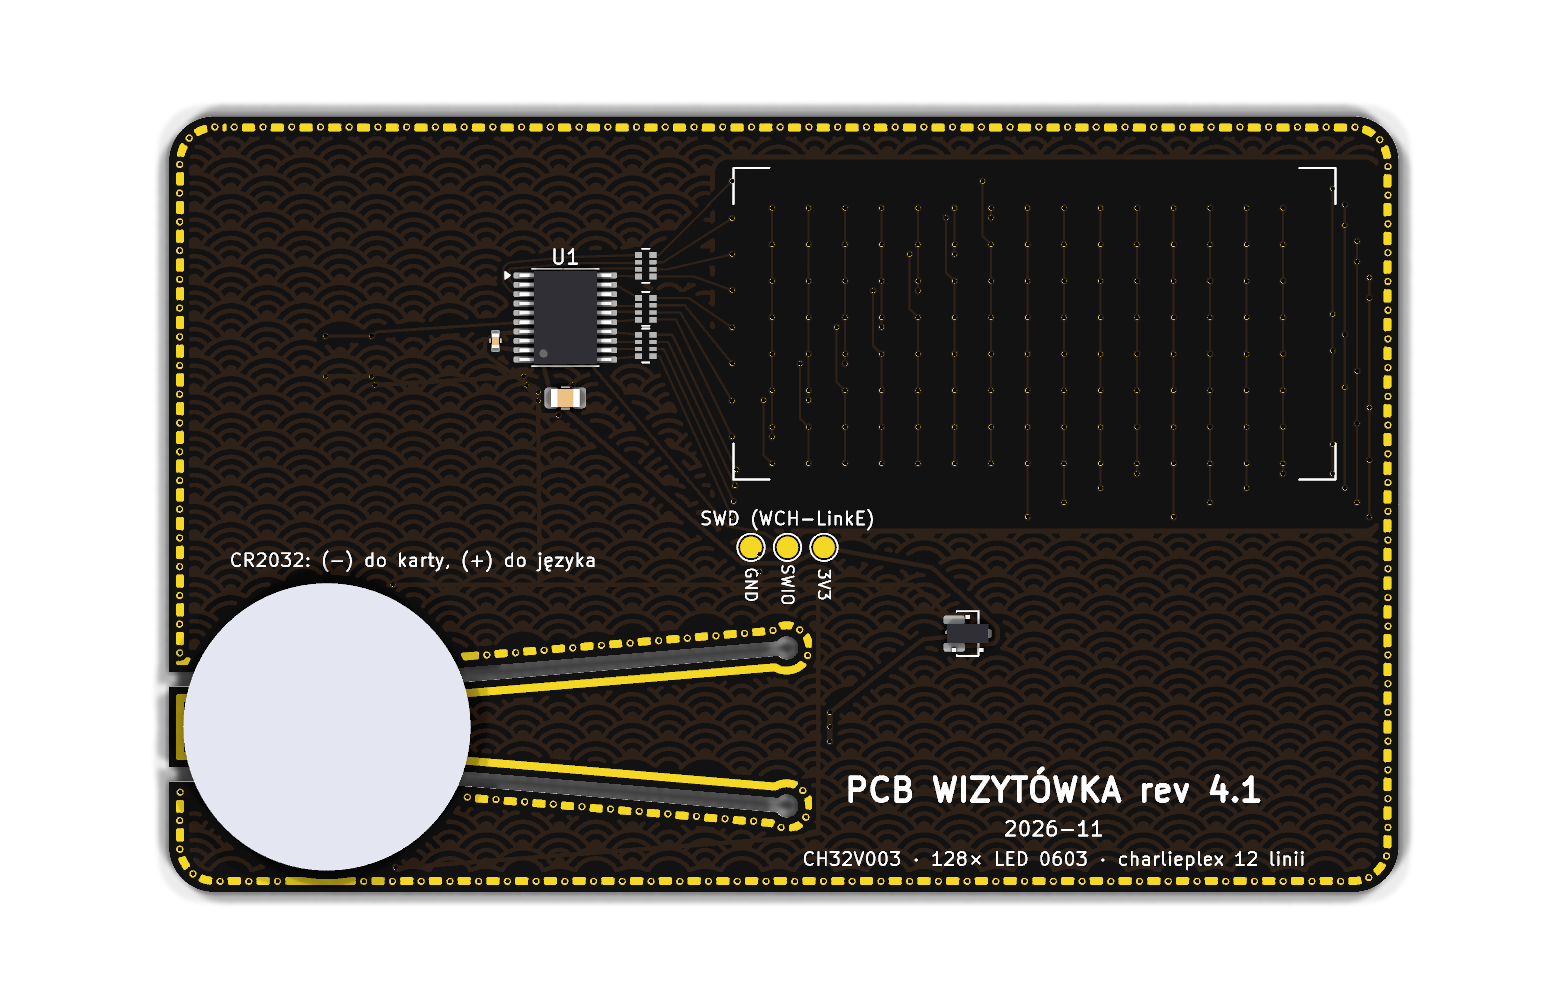 U1
SWD (WCH-LinkE)
GND
SWIO
3V3
CR2032: (-) do karty, (+) do języka
PCB WIZYTÓWKA rev 4.1
2026-11
CH32V003 · 128× LED 0603 · charlieplex 12 linii